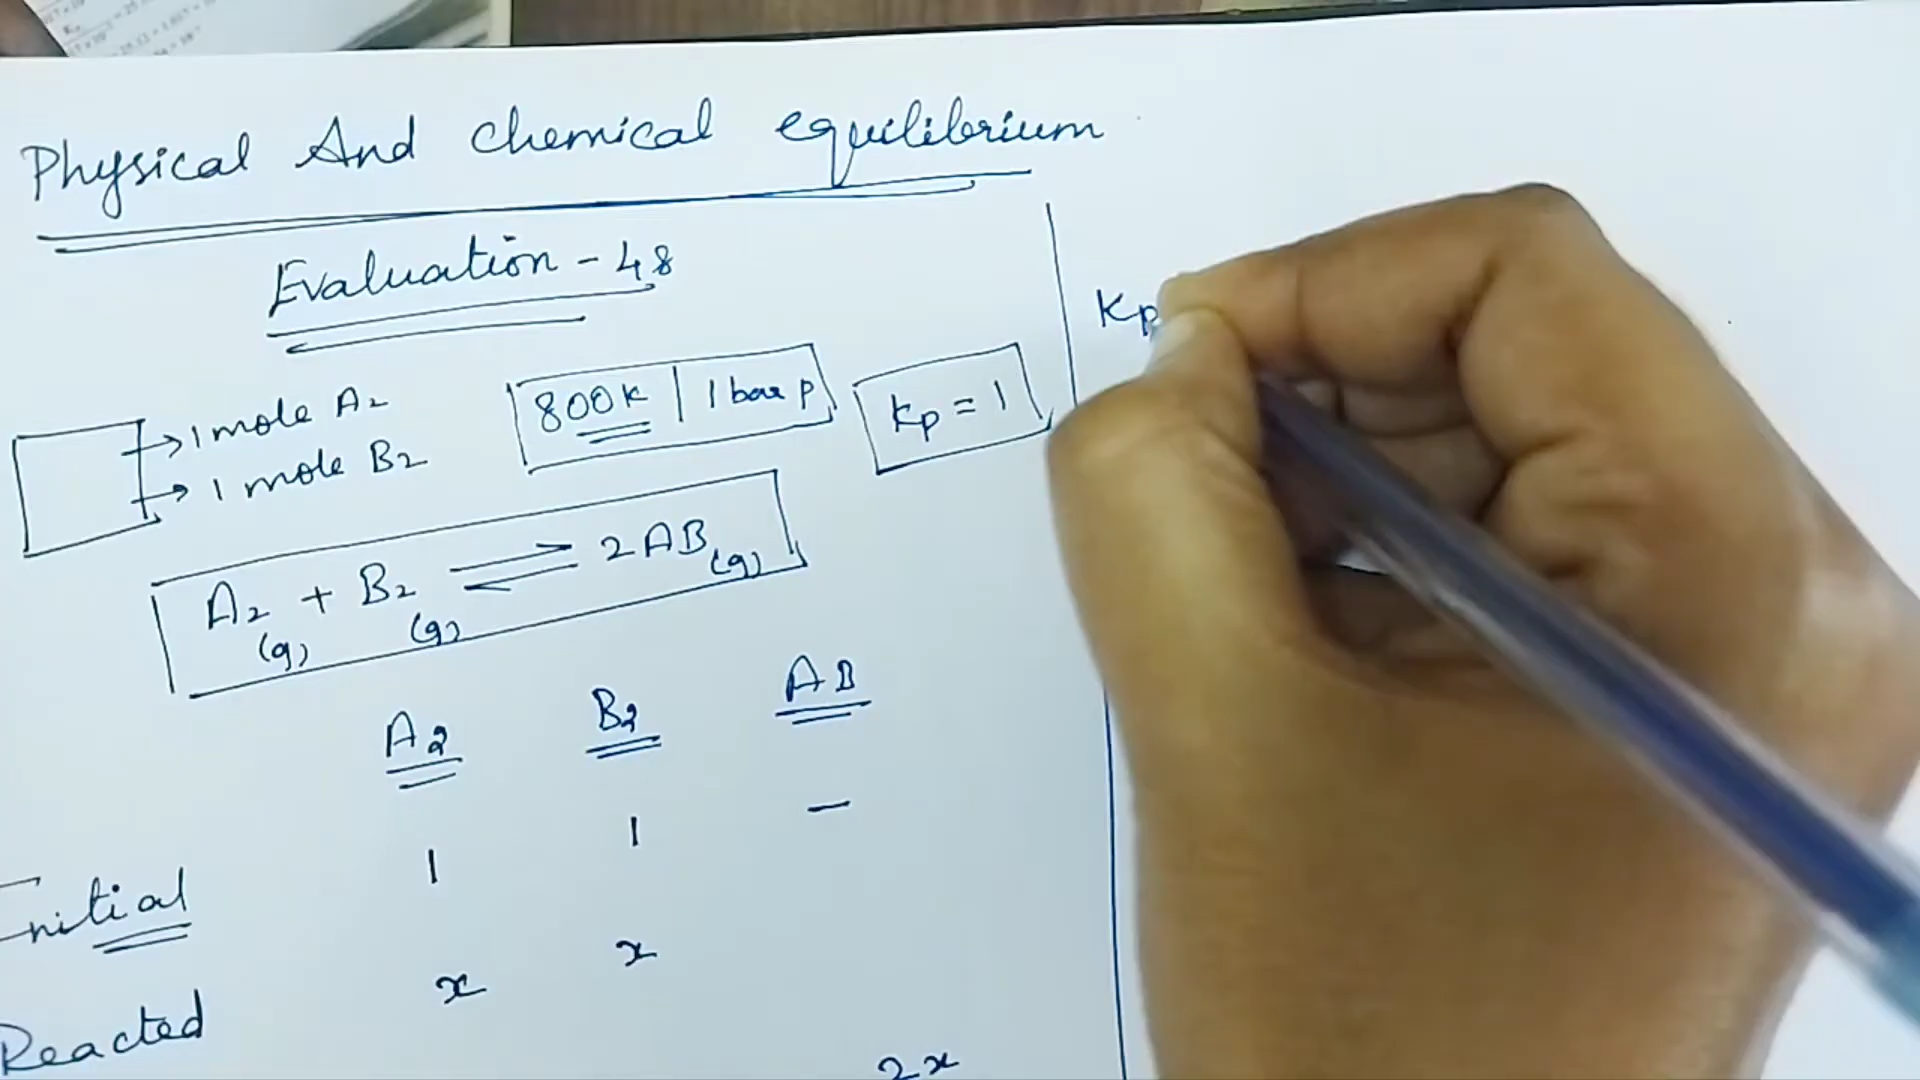 Physical And chemical equilibrium
Evaluation - 48
→ 1 mole A2
→ 1 mole B2
800K | 1 bar p
Kp = 1
A2(g) + B2(g) ⇌ 2AB(g)
A2 B2 AB
Initial 1 1 –
Reacted x x
2x
Kp